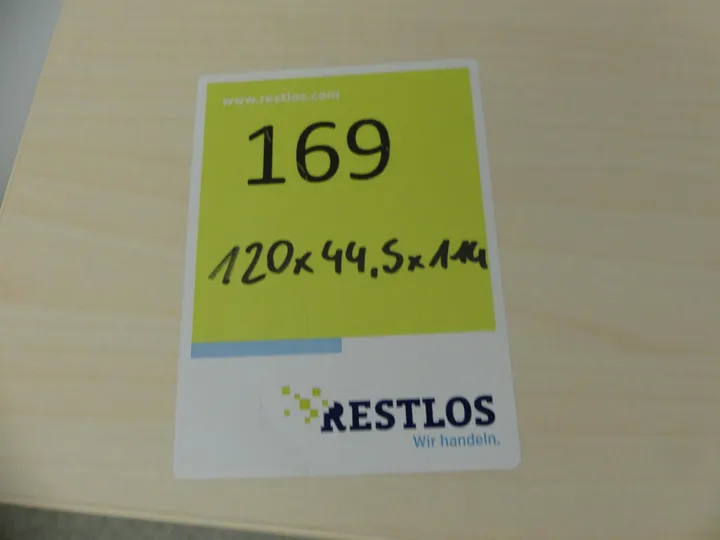 www.restlos.com
169
120x44,5x114
RESTLOS
Wir handeln.